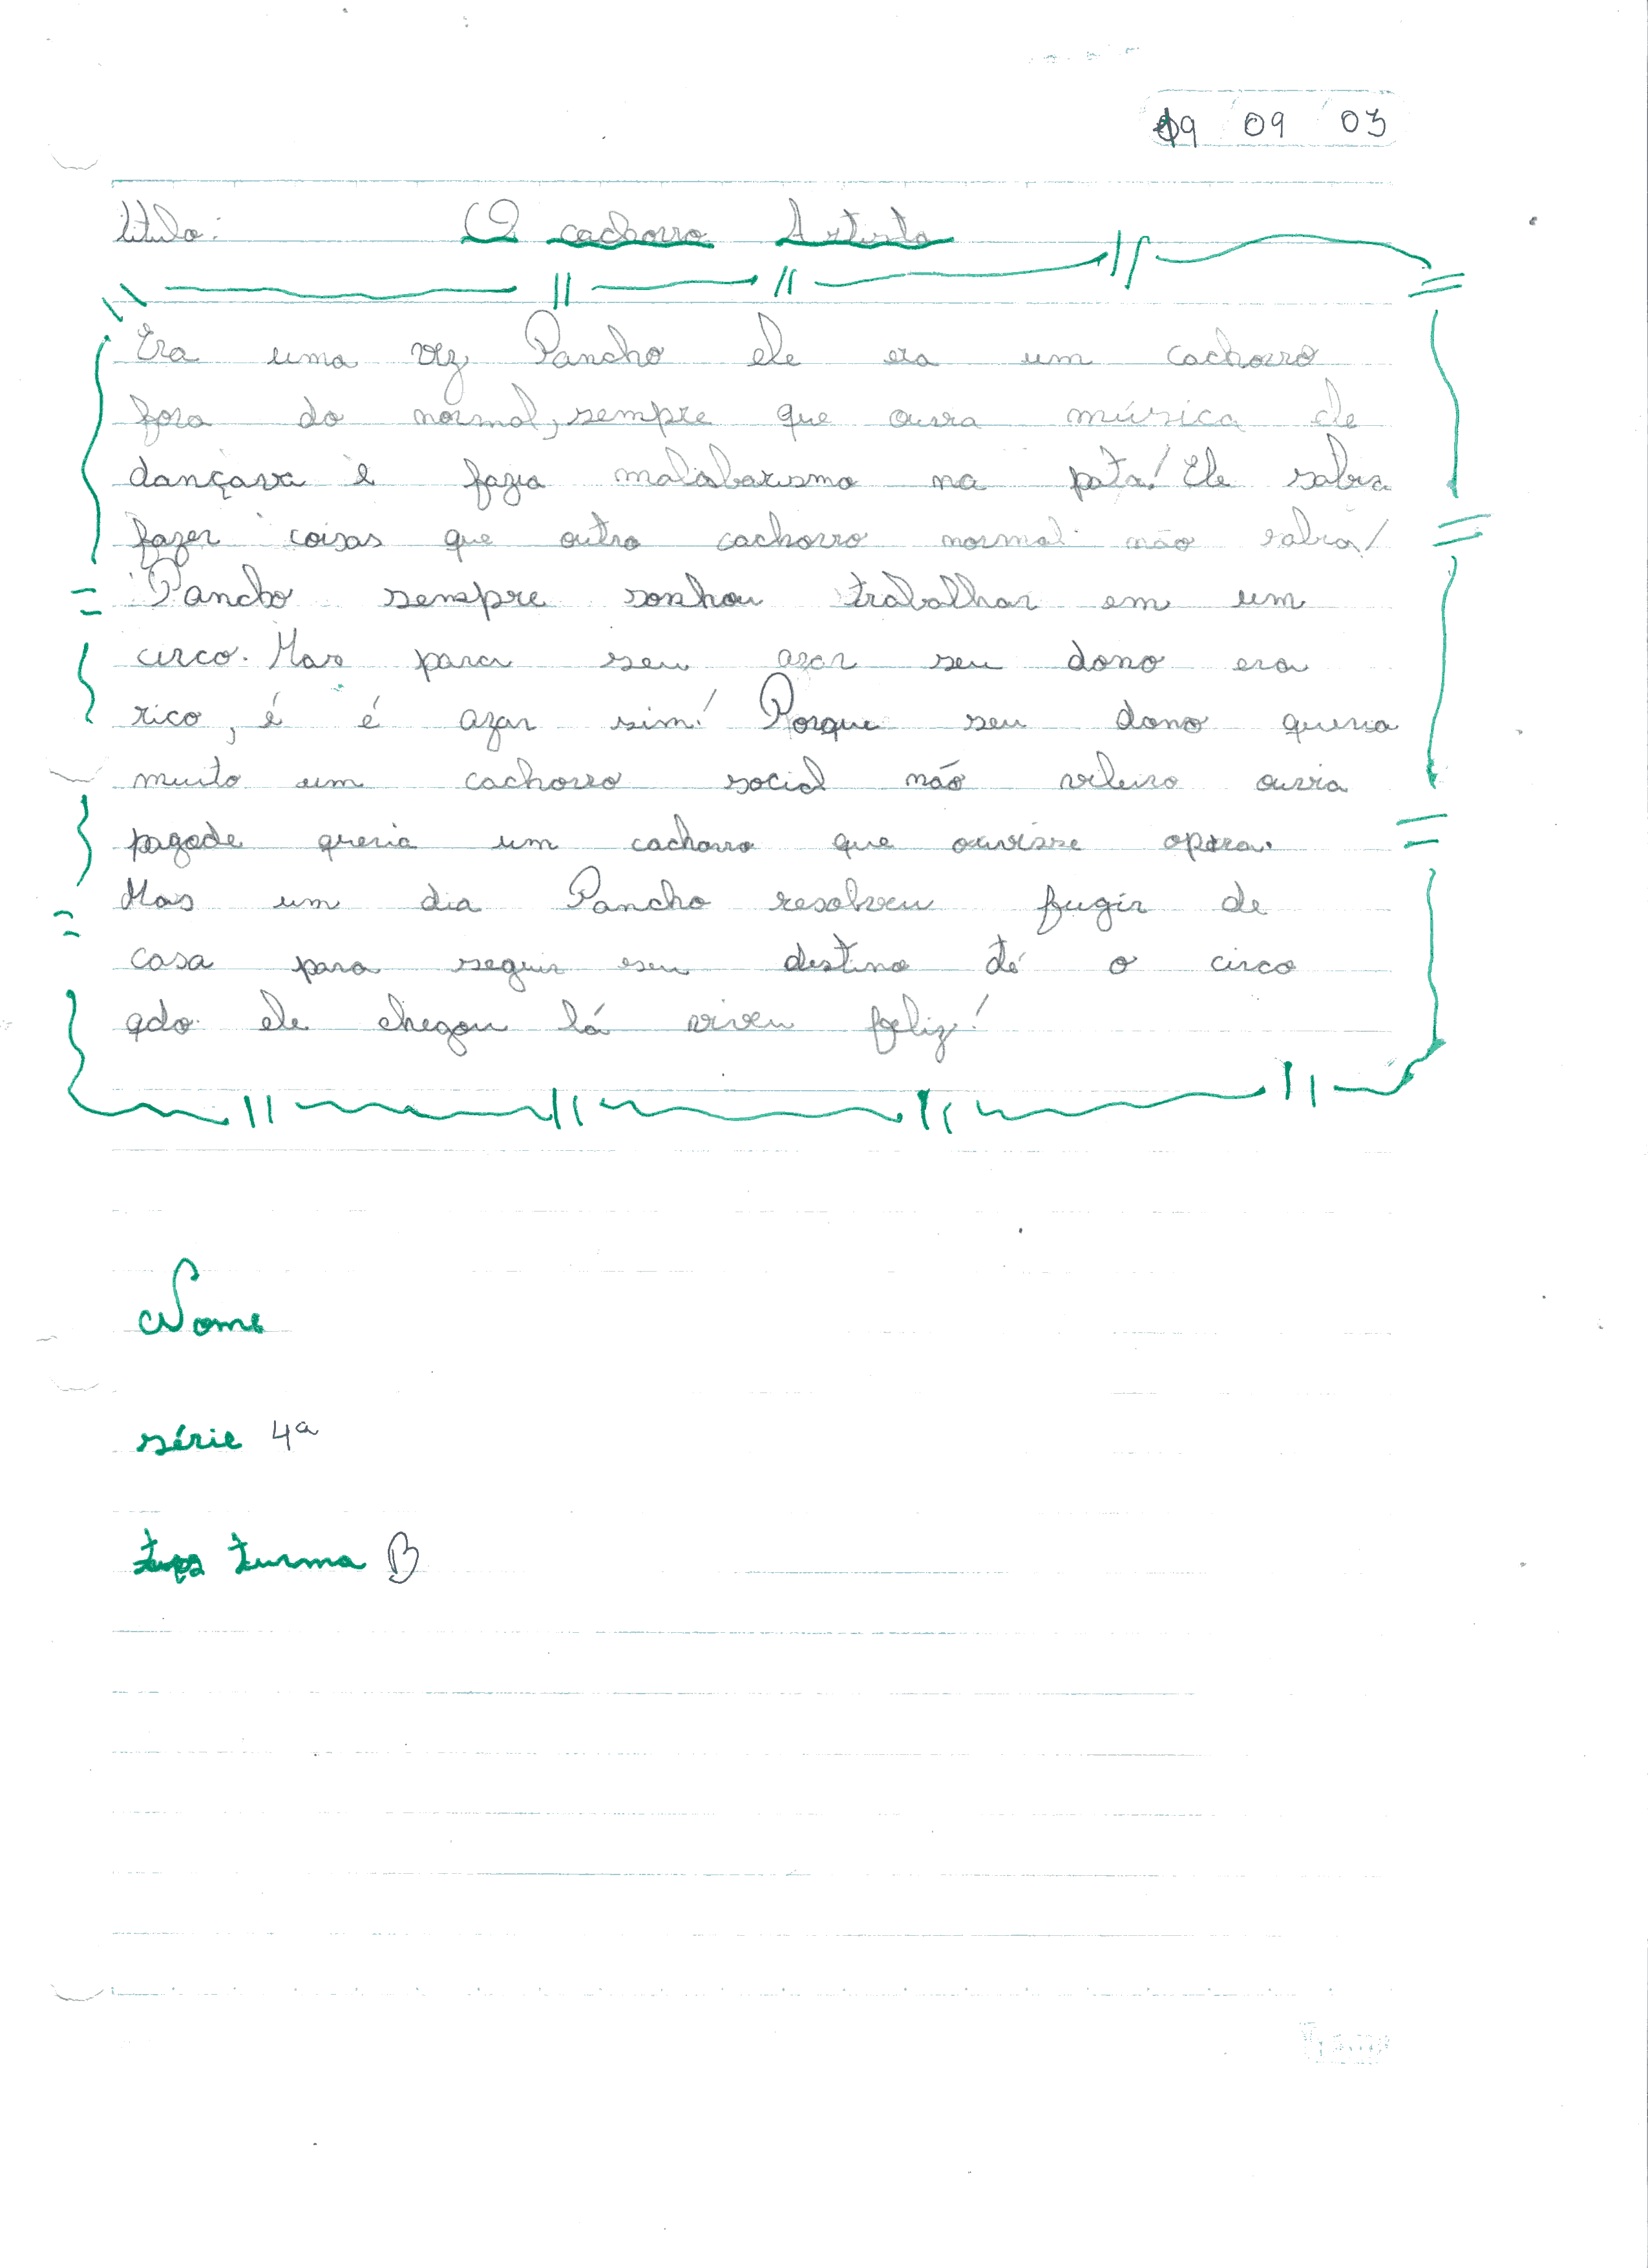 09 09 03
titulo: O cachorro Artista
Era uma vez Pancho ele era um cachorro
fora do normal, sempre que ouvia música ele
dançava e fazia malabarismo na pata! Ele sabia
fazer coisas que outro cachorro normal não sabia!
Pancho sempre sonhou trabalhar em um
circo. Mas para seu azar seu dono era
rico, é é azar sim! Porque seu dono queria
muito um cachorro social não vileiro ouvia
pagode queria um cachorro que ouvisse opera.
Mas um dia Pancho resolveu fugir de
casa para seguir seu destino té o circo
qdo ele chegou lá viveu feliz!
Nome
série 4ª
turma B